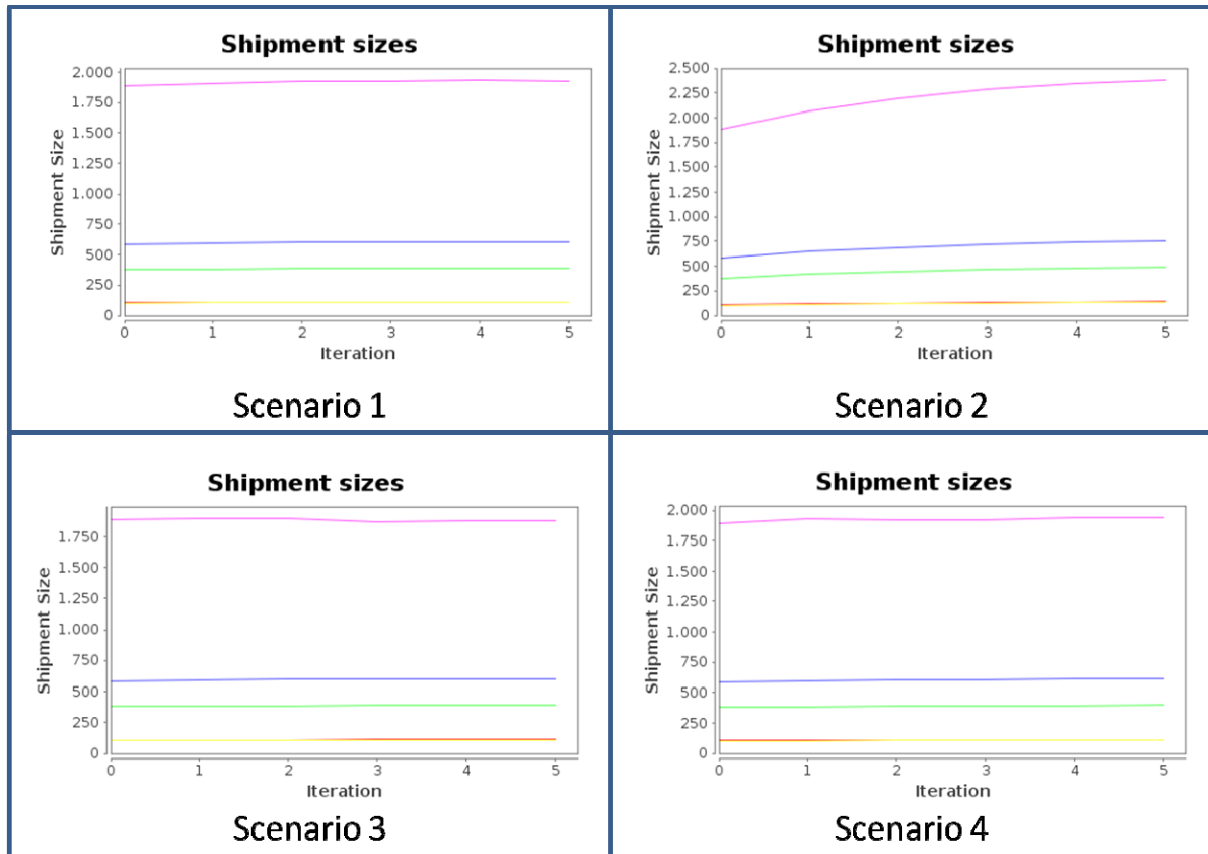 Shipment sizes
Shipment Size
2.000
1.750
1.500
1.250
1.000
750
500
250
0
0 1 2 3 4 5
Iteration
Scenario 1
Shipment sizes
Shipment Size
2.500
2.250
2.000
1.750
1.500
1.250
1.000
750
500
250
0
0 1 2 3 4 5
Iteration
Scenario 2
Shipment sizes
Shipment Size
1.750
1.500
1.250
1.000
750
500
250
0
0 1 2 3 4 5
Iteration
Scenario 3
Shipment sizes
Shipment Size
2.000
1.750
1.500
1.250
1.000
750
500
250
0
0 1 2 3 4 5
Iteration
Scenario 4